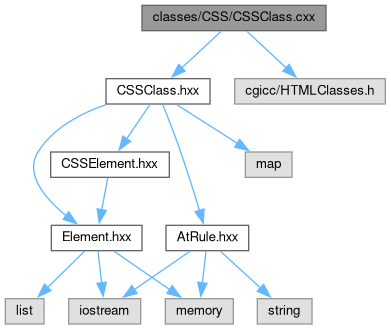 classes/CSS/CSSClass.cxx
CSSClass.hxx
cgicc/HTMLClasses.h
CSSElement.hxx
map
Element.hxx
AtRule.hxx
list
iostream
memory
string